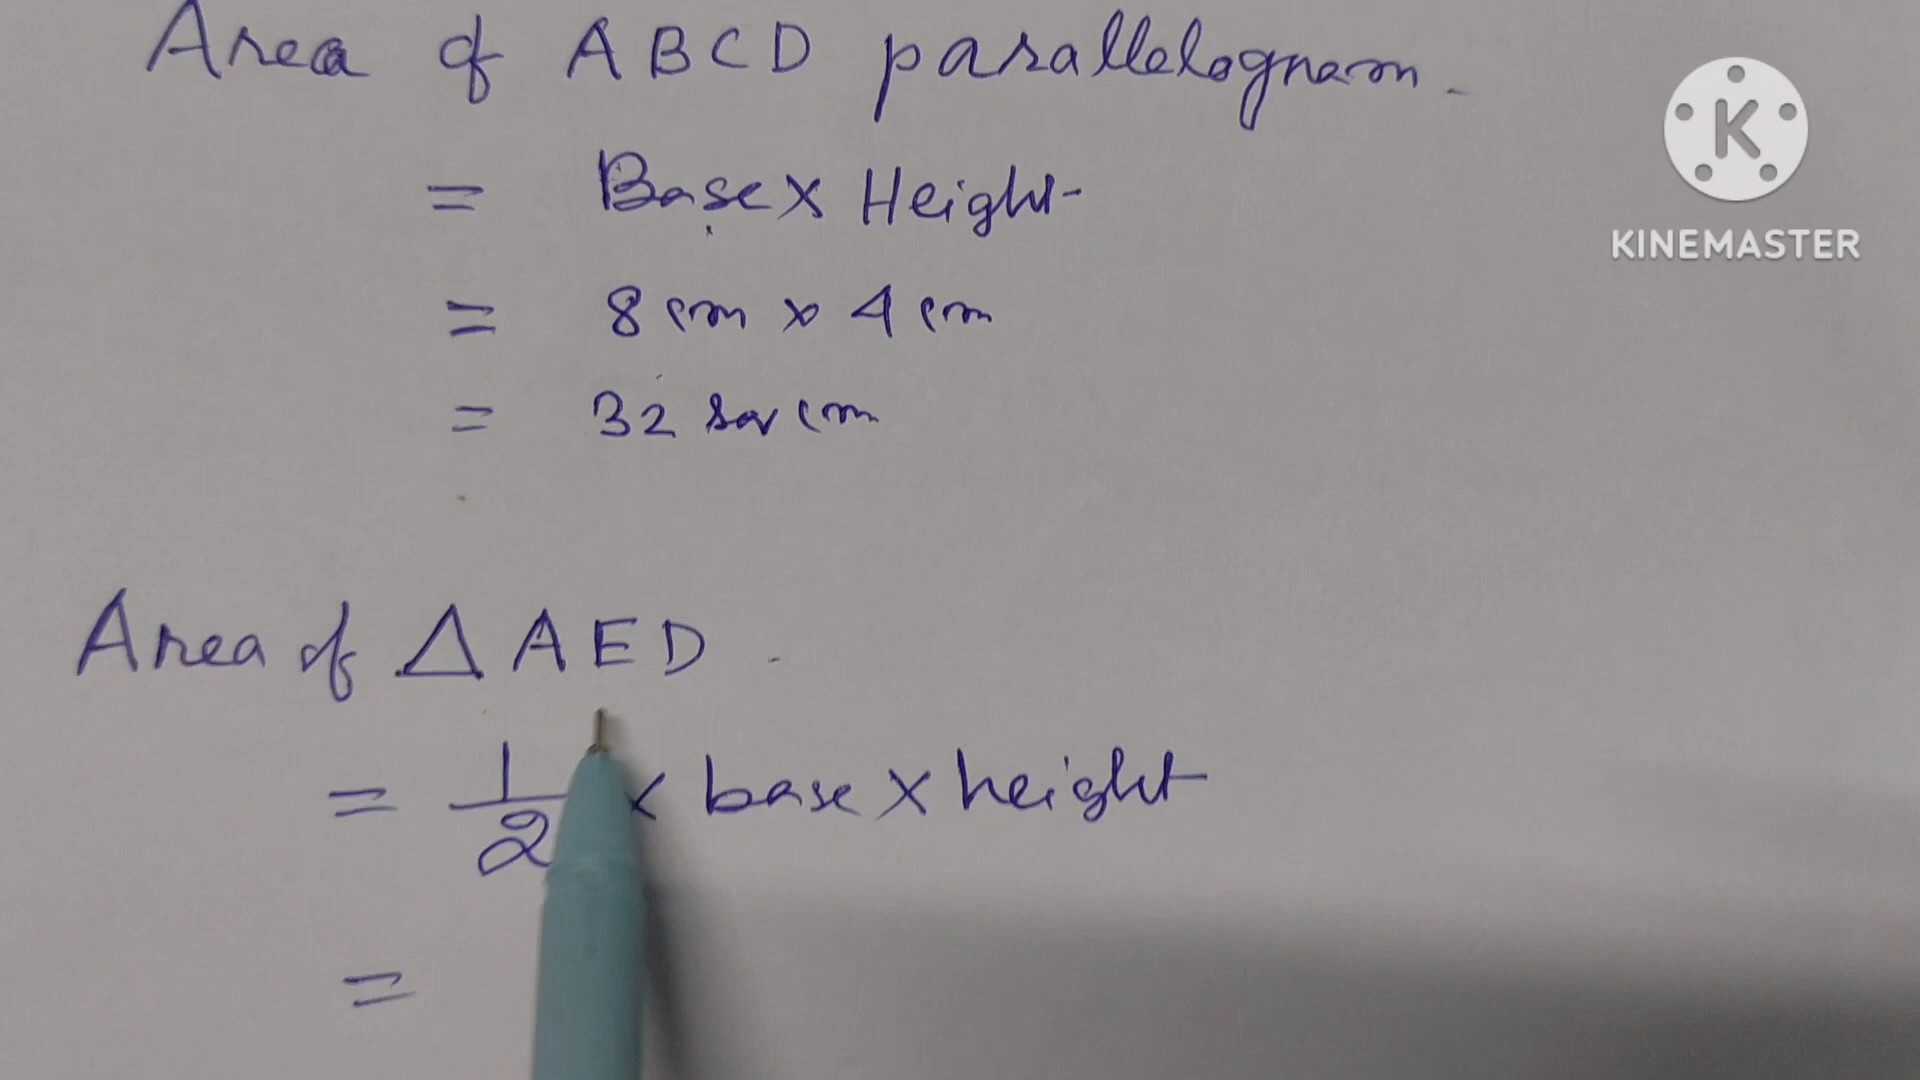 Area of ABCD parallelogram.
= Base × Height
= 8 cm × 4 cm
= 32 sq cm
Area of △ AED
= 1/2 × base × height
=
K
KINEMASTER